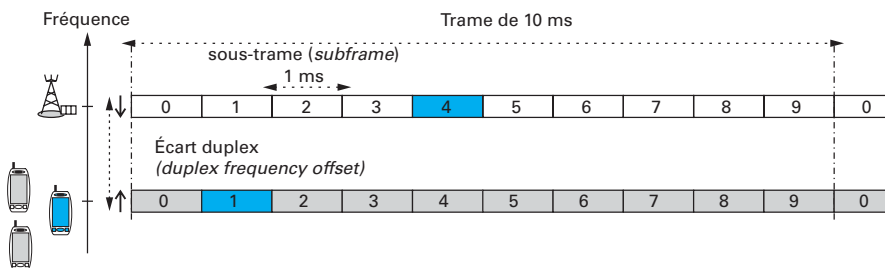 Fréquence
Trame de 10 ms
sous-trame (subframe)
1 ms
0 1 2 3 4 5 6 7 8 9 0
Écart duplex
(duplex frequency offset)
0 1 2 3 4 5 6 7 8 9 0